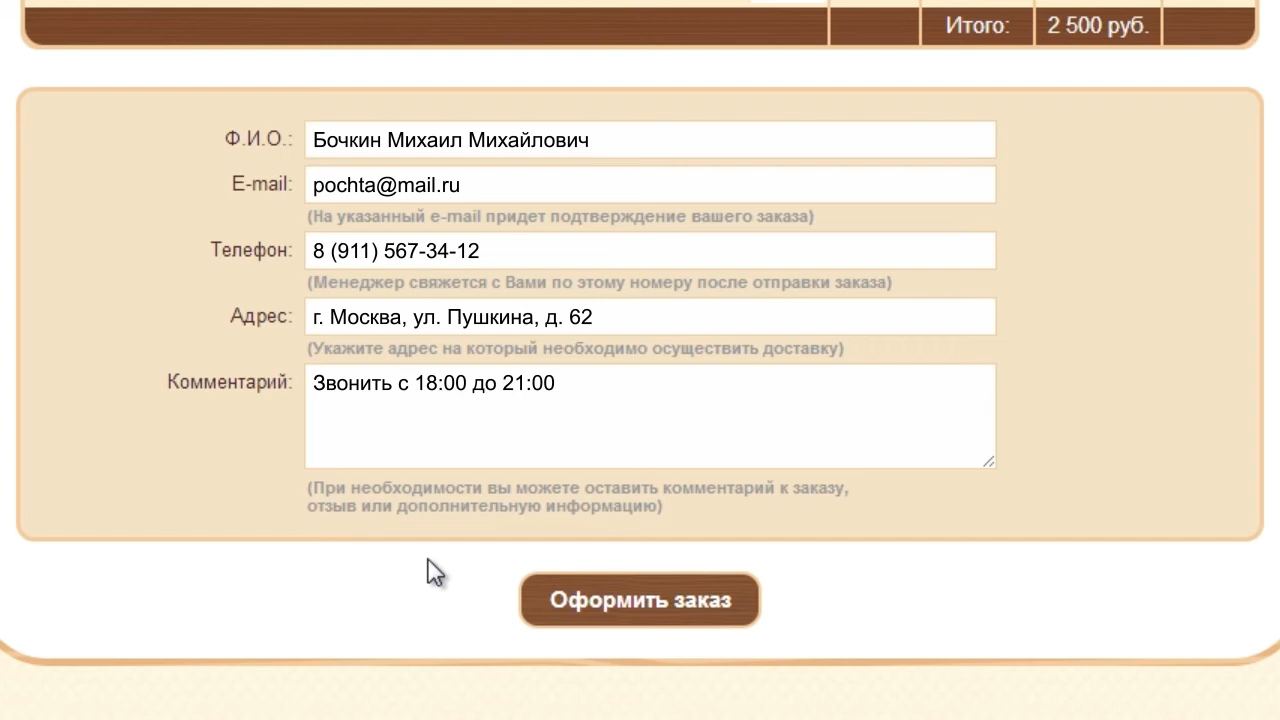 Итого: 2 500 руб.
Ф.И.О.: Бочкин Михаил Михайлович
E-mail: pochta@mail.ru
(На указанный e-mail придет подтверждение вашего заказа)
Телефон: 8 (911) 567-34-12
(Менеджер свяжется с Вами по этому номеру после отправки заказа)
Адрес: г. Москва, ул. Пушкина, д. 62
(Укажите адрес на который необходимо осуществить доставку)
Комментарий: Звонить с 18:00 до 21:00
(При необходимости вы можете оставить комментарий к заказу,
отзыв или дополнительную информацию)
Оформить заказ